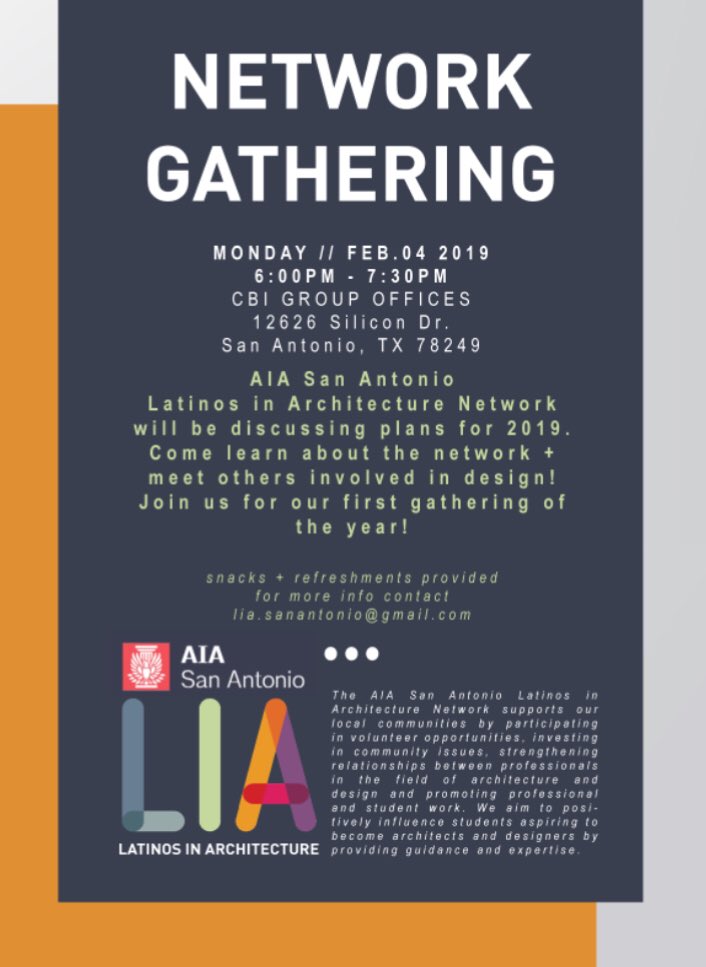 NETWORK
GATHERING
MONDAY // FEB.04 2019
6:00PM - 7:30PM
CBI GROUP OFFICES
12626 Silicon Dr.
San Antonio, TX 78249
AIA San Antonio
Latinos in Architecture Network
will be discussing plans for 2019.
Come learn about the network +
meet others involved in design!
Join us for our first gathering of
the year!
snacks + refreshments provided
for more info contact
lia.sanantonio@gmail.com
AIA
San Antonio
LIA
LATINOS IN ARCHITECTURE
The AIA San Antonio Latinos in
Architecture Network supports our
local communities by participating
in volunteer opportunities, investing
in community issues, strengthening
relationships between professionals
in the field of architecture and
design and promoting professional
and student work. We aim to posi-
tively influence students aspiring to
become architects and designers by
providing guidance and expertise.